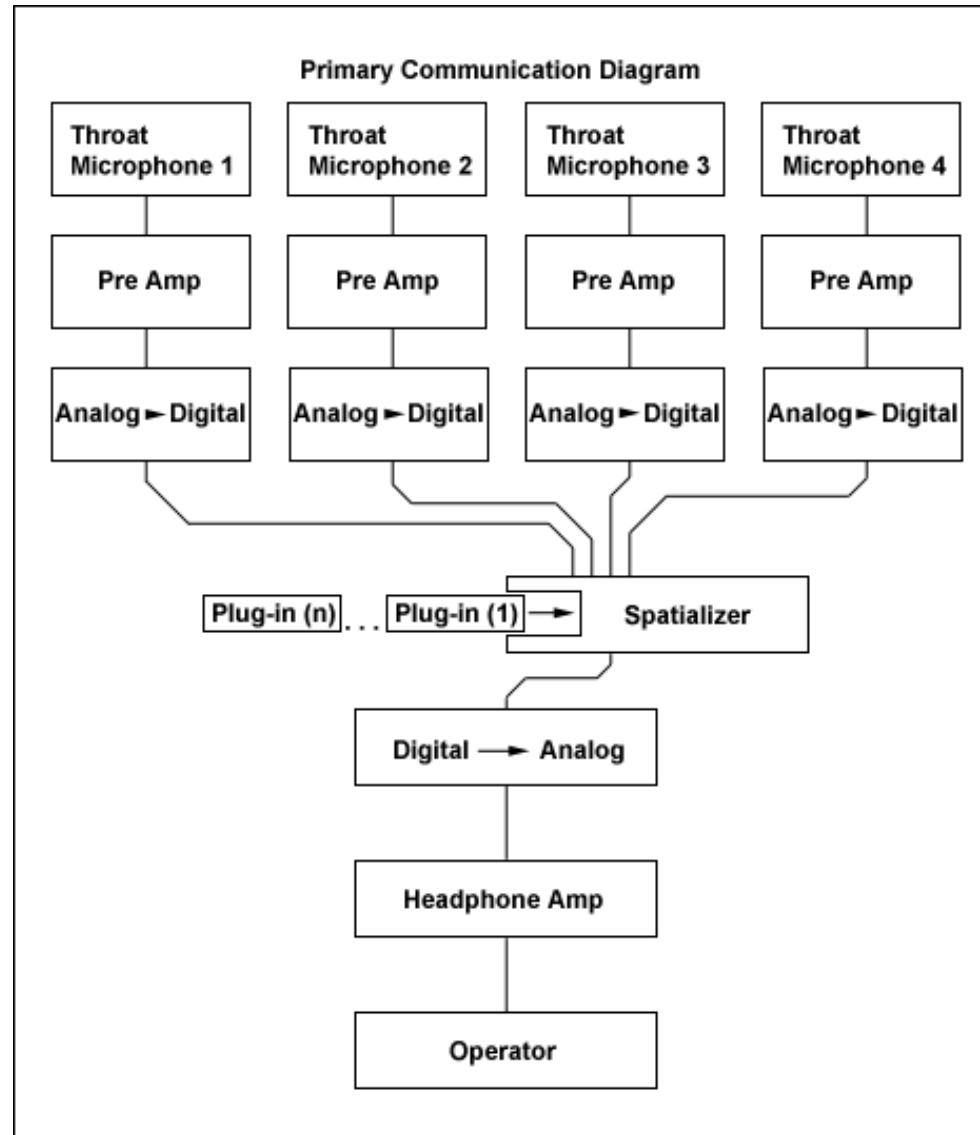 Primary Communication Diagram
Throat
Microphone 1
Throat
Microphone 2
Throat
Microphone 3
Throat
Microphone 4
Pre Amp
Pre Amp
Pre Amp
Pre Amp
Analog ► Digital
Analog ► Digital
Analog ► Digital
Analog ► Digital
Plug-in (n) . . . Plug-in (1) → Spatializer
Digital → Analog
Headphone Amp
Operator